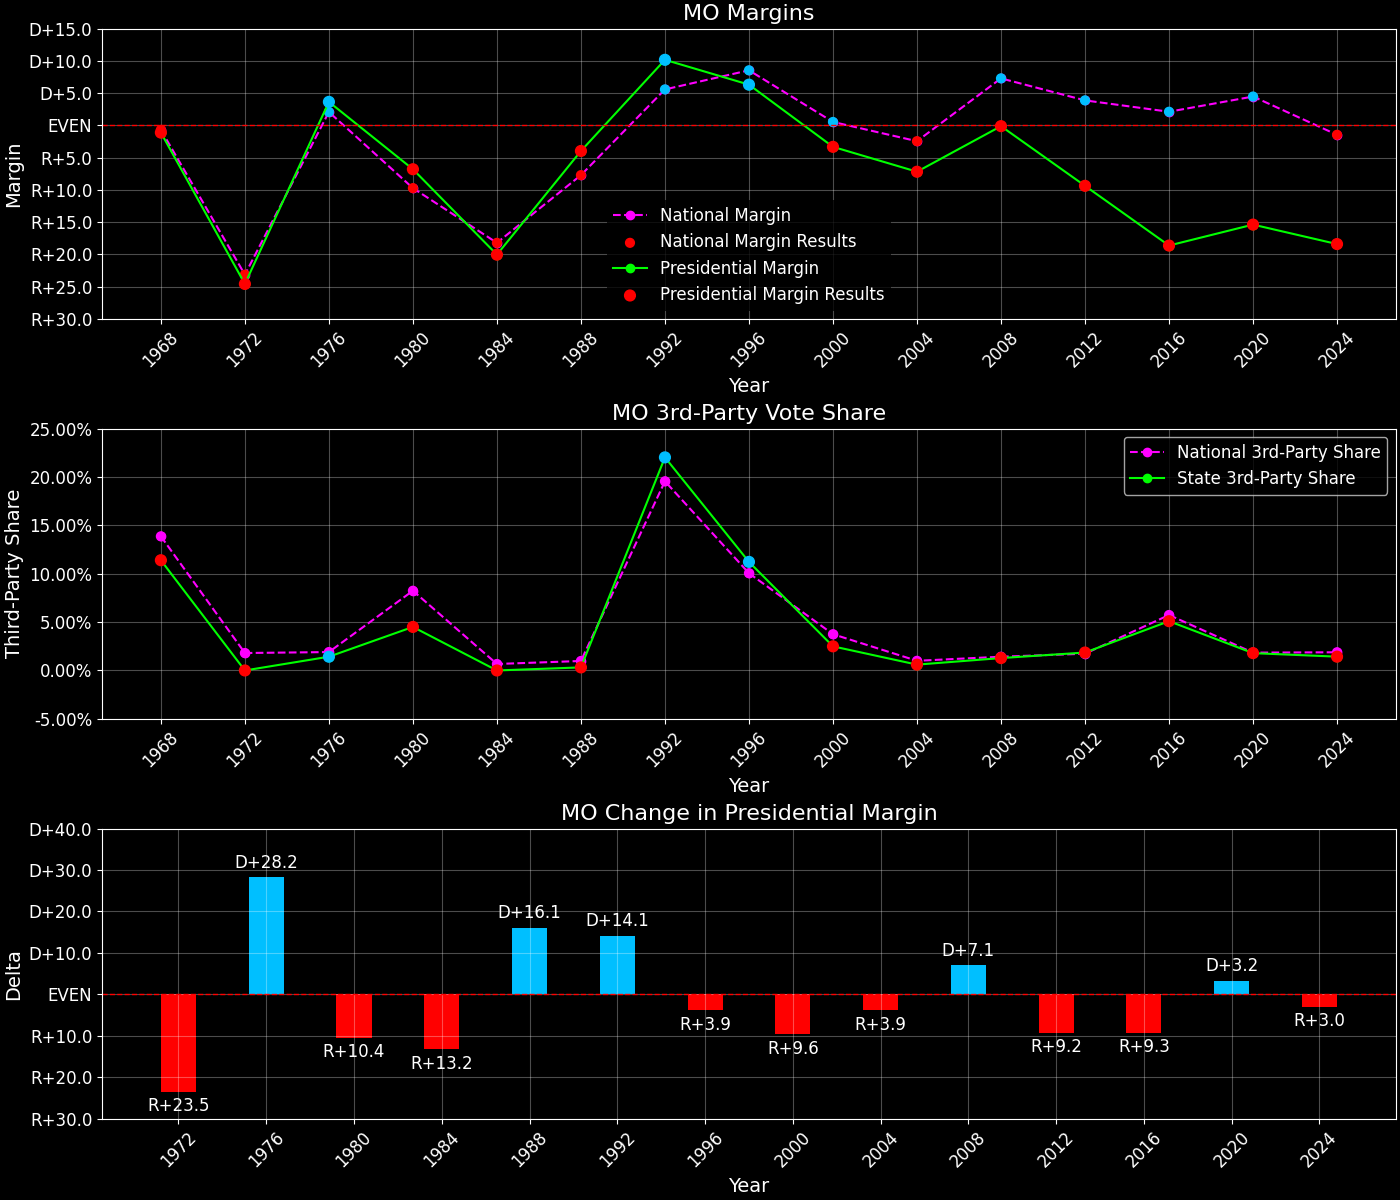 MO Margins
D+15.0
D+10.0
D+5.0
EVEN
R+5.0
R+10.0
R+15.0
R+20.0
R+25.0
R+30.0
Margin
National Margin
National Margin Results
Presidential Margin
Presidential Margin Results
1968 1972 1976 1980 1984 1988 1992 1996 2000 2004 2008 2012 2016 2020 2024
Year
MO 3rd-Party Vote Share
25.00%
20.00%
15.00%
10.00%
5.00%
0.00%
-5.00%
Third-Party Share
National 3rd-Party Share
State 3rd-Party Share
1968 1972 1976 1980 1984 1988 1992 1996 2000 2004 2008 2012 2016 2020 2024
Year
MO Change in Presidential Margin
D+40.0
D+30.0
D+20.0
D+10.0
EVEN
R+10.0
R+20.0
R+30.0
Delta
R+23.5
D+28.2
R+10.4
R+13.2
D+16.1
D+14.1
R+3.9
R+9.6
R+3.9
D+7.1
R+9.2
R+9.3
D+3.2
R+3.0
1972 1976 1980 1984 1988 1992 1996 2000 2004 2008 2012 2016 2020 2024
Year